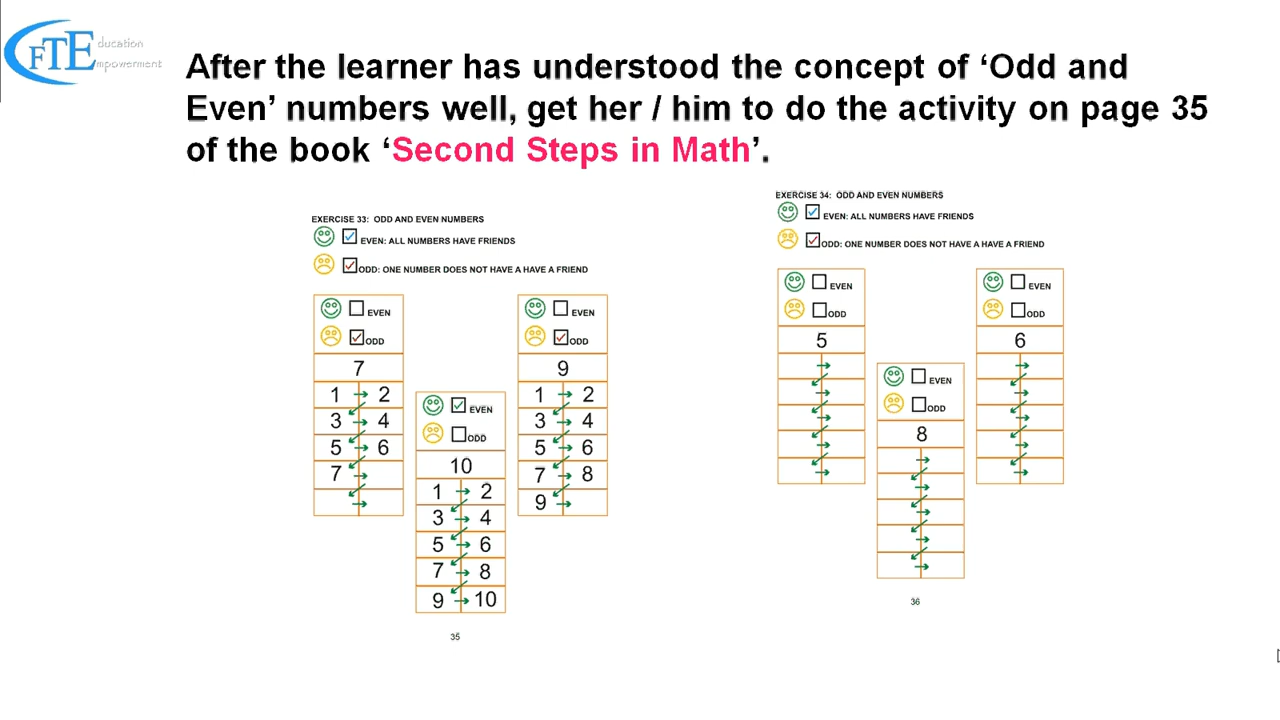 CFTE ducation
mpowerment
After the learner has understood the concept of ‘Odd and
Even’ numbers well, get her / him to do the activity on page 35
of the book ‘Second Steps in Math’.
EXERCISE 33: ODD AND EVEN NUMBERS
EVEN: ALL NUMBERS HAVE FRIENDS
ODD: ONE NUMBER DOES NOT HAVE A HAVE A FRIEND
EVEN
ODD
7
1 2
3 4
5 6
7
EVEN
ODD
10
1 2
3 4
5 6
7 8
9 10
EVEN
ODD
9
1 2
3 4
5 6
7 8
9
35
EXERCISE 34: ODD AND EVEN NUMBERS
EVEN: ALL NUMBERS HAVE FRIENDS
ODD: ONE NUMBER DOES NOT HAVE A HAVE A FRIEND
EVEN
ODD
5
EVEN
ODD
8
EVEN
ODD
6
36